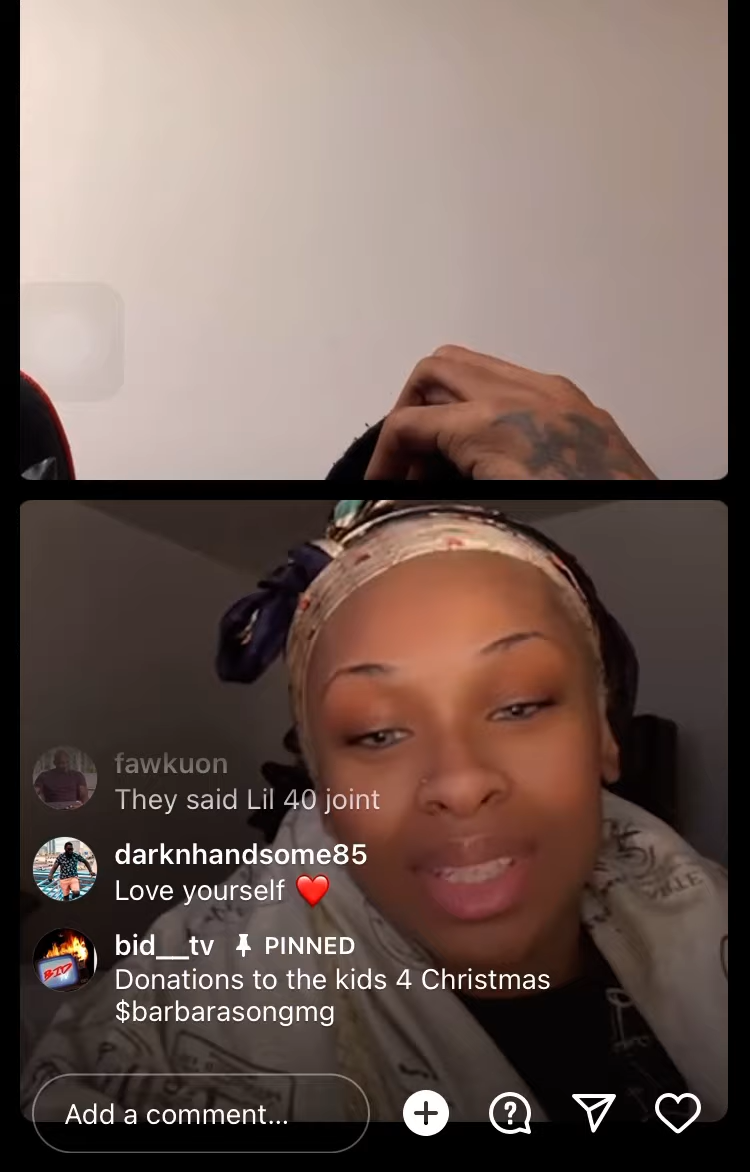 fawkuon
They said Lil 40 joint
darknhandsome85
Love yourself ❤️
BID
bid__tv PINNED
Donations to the kids 4 Christmas
$barbarasongmg
Add a comment...